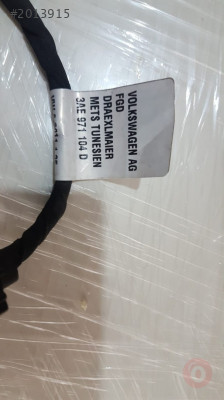 #2013915
VOLKSWAGEN AG
FGD
DRAEXLMAIER
METS TUNESIEN
3AE 971 104 D